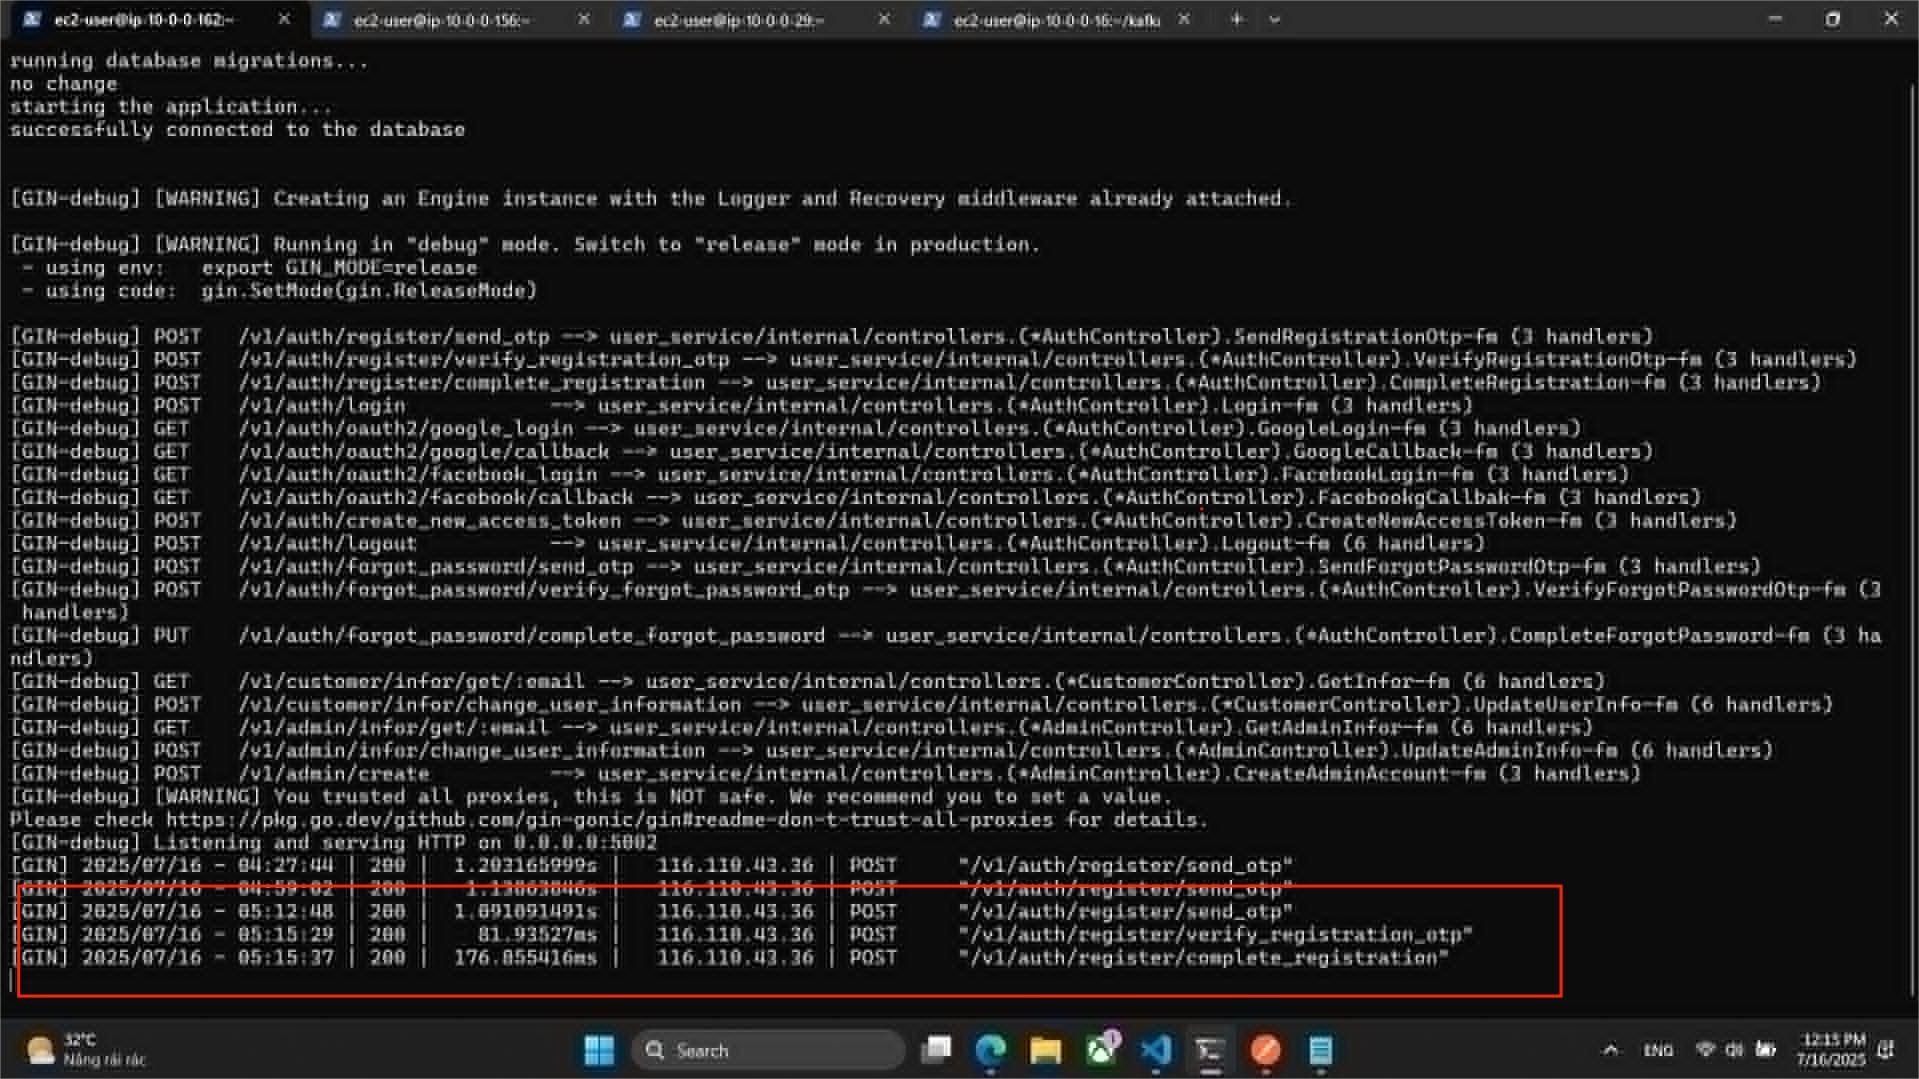 ec2-user@ip-10-0-0-162:~
ec2-user@ip-10-0-0-156:~
ec2-user@ip-10-0-0-29:~
ec2-user@ip-10-0-0-16:~/kafka
running database migrations...
no change
starting the application...
successfully connected to the database
[GIN-debug] [WARNING] Creating an Engine instance with the Logger and Recovery middleware already attached.
[GIN-debug] [WARNING] Running in "debug" mode. Switch to "release" mode in production.
- using env:   export GIN_MODE=release
- using code:  gin.SetMode(gin.ReleaseMode)
[GIN-debug] POST   /v1/auth/register/send_otp --> user_service/internal/controllers.(*AuthController).SendRegistrationOtp-fm (3 handlers)
[GIN-debug] POST   /v1/auth/register/verify_registration_otp --> user_service/internal/controllers.(*AuthController).VerifyRegistrationOtp-fm (3 handlers)
[GIN-debug] POST   /v1/auth/register/complete_registration --> user_service/internal/controllers.(*AuthController).CompleteRegistration-fm (3 handlers)
[GIN-debug] POST   /v1/auth/login            --> user_service/internal/controllers.(*AuthController).Login-fm (3 handlers)
[GIN-debug] GET    /v1/auth/oauth2/google_login --> user_service/internal/controllers.(*AuthController).GoogleLogin-fm (3 handlers)
[GIN-debug] GET    /v1/auth/oauth2/google/callback --> user_service/internal/controllers.(*AuthController).GoogleCallback-fm (3 handlers)
[GIN-debug] GET    /v1/auth/oauth2/facebook_login --> user_service/internal/controllers.(*AuthController).FacebookLogin-fm (3 handlers)
[GIN-debug] GET    /v1/auth/oauth2/facebook/callback --> user_service/internal/controllers.(*AuthController).FacebookgCallbak-fm (3 handlers)
[GIN-debug] POST   /v1/auth/create_new_access_token --> user_service/internal/controllers.(*AuthController).CreateNewAccessToken-fm (3 handlers)
[GIN-debug] POST   /v1/auth/logout           --> user_service/internal/controllers.(*AuthController).Logout-fm (6 handlers)
[GIN-debug] POST   /v1/auth/forgot_password/send_otp --> user_service/internal/controllers.(*AuthController).SendForgotPasswordOtp-fm (3 handlers)
[GIN-debug] POST   /v1/auth/forgot_password/verify_forgot_password_otp --> user_service/internal/controllers.(*AuthController).VerifyForgotPasswordOtp-fm (3
handlers)
[GIN-debug] PUT    /v1/auth/forgot_password/complete_forgot_password --> user_service/internal/controllers.(*AuthController).CompleteForgotPassword-fm (3 ha
ndlers)
[GIN-debug] GET    /v1/customer/infor/get/:email --> user_service/internal/controllers.(*CustomerController).GetInfor-fm (6 handlers)
[GIN-debug] POST   /v1/customer/infor/change_user_information --> user_service/internal/controllers.(*CustomerController).UpdateUserInfo-fm (6 handlers)
[GIN-debug] GET    /v1/admin/infor/get/:email --> user_service/internal/controllers.(*AdminController).GetAdminInfor-fm (6 handlers)
[GIN-debug] POST   /v1/admin/infor/change_user_information --> user_service/internal/controllers.(*AdminController).UpdateAdminInfo-fm (6 handlers)
[GIN-debug] POST   /v1/admin/create          --> user_service/internal/controllers.(*AdminController).CreateAdminAccount-fm (3 handlers)
[GIN-debug] [WARNING] You trusted all proxies, this is NOT safe. We recommend you to set a value.
Please check https://pkg.go.dev/github.com/gin-gonic/gin#readme-don-t-trust-all-proxies for details.
[GIN-debug] Listening and serving HTTP on 0.0.0.0:5002
[GIN] 2025/07/16 - 04:27:44 | 200 |  1.203165999s |   116.110.43.36 | POST     "/v1/auth/register/send_otp"
[GIN] 2025/07/16 - 04:59:02 | 200 |   116.110.43.36 | POST     "/v1/auth/register/send_otp"
[GIN] 2025/07/16 - 05:12:48 | 200 |  1.091091491s |   116.110.43.36 | POST     "/v1/auth/register/send_otp"
[GIN] 2025/07/16 - 05:15:29 | 200 |    81.93527ms |   116.110.43.36 | POST     "/v1/auth/register/verify_registration_otp"
[GIN] 2025/07/16 - 05:15:37 | 200 |  176.855416ms |   116.110.43.36 | POST     "/v1/auth/register/complete_registration"
32°C
Nắng rải rác
Search
1
ENG
12:15 PM
7/16/2025